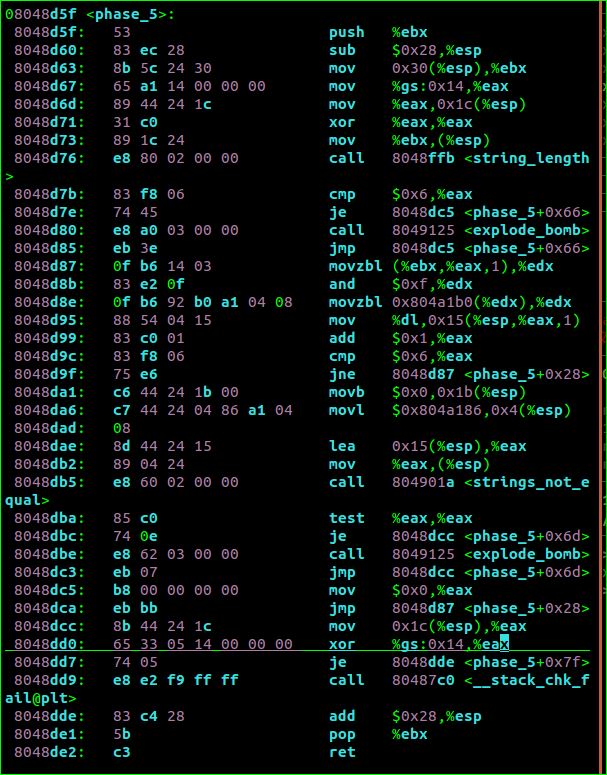 08048d5f <phase_5>:
8048d5f: 53 push %ebx
8048d60: 83 ec 28 sub $0x28,%esp
8048d63: 8b 5c 24 30 mov 0x30(%esp),%ebx
8048d67: 65 a1 14 00 00 00 mov %gs:0x14,%eax
8048d6d: 89 44 24 1c mov %eax,0x1c(%esp)
8048d71: 31 c0 xor %eax,%eax
8048d73: 89 1c 24 mov %ebx,(%esp)
8048d76: e8 80 02 00 00 call 8048ffb <string_length
>
8048d7b: 83 f8 06 cmp $0x6,%eax
8048d7e: 74 45 je 8048dc5 <phase_5+0x66>
8048d80: e8 a0 03 00 00 call 8049125 <explode_bomb>
8048d85: eb 3e jmp 8048dc5 <phase_5+0x66>
8048d87: 0f b6 14 03 movzbl (%ebx,%eax,1),%edx
8048d8b: 83 e2 0f and $0xf,%edx
8048d8e: 0f b6 92 b0 a1 04 08 movzbl 0x804a1b0(%edx),%edx
8048d95: 88 54 04 15 mov %dl,0x15(%esp,%eax,1)
8048d99: 83 c0 01 add $0x1,%eax
8048d9c: 83 f8 06 cmp $0x6,%eax
8048d9f: 75 e6 jne 8048d87 <phase_5+0x28>
8048da1: c6 44 24 1b 00 movb $0x0,0x1b(%esp)
8048da6: c7 44 24 04 86 a1 04 movl $0x804a186,0x4(%esp)
8048dad: 08
8048dae: 8d 44 24 15 lea 0x15(%esp),%eax
8048db2: 89 04 24 mov %eax,(%esp)
8048db5: e8 60 02 00 00 call 804901a <strings_not_e
qual>
8048dba: 85 c0 test %eax,%eax
8048dbc: 74 0e je 8048dcc <phase_5+0x6d>
8048dbe: e8 62 03 00 00 call 8049125 <explode_bomb>
8048dc3: eb 07 jmp 8048dcc <phase_5+0x6d>
8048dc5: b8 00 00 00 00 mov $0x0,%eax
8048dca: eb bb jmp 8048d87 <phase_5+0x28>
8048dcc: 8b 44 24 1c mov 0x1c(%esp),%eax
8048dd0: 65 33 05 14 00 00 00 xor %gs:0x14,%eax
8048dd7: 74 05 je 8048dde <phase_5+0x7f>
8048dd9: e8 e2 f9 ff ff call 80487c0 <__stack_chk_f
ail@plt>
8048dde: 83 c4 28 add $0x28,%esp
8048de1: 5b pop %ebx
8048de2: c3 ret